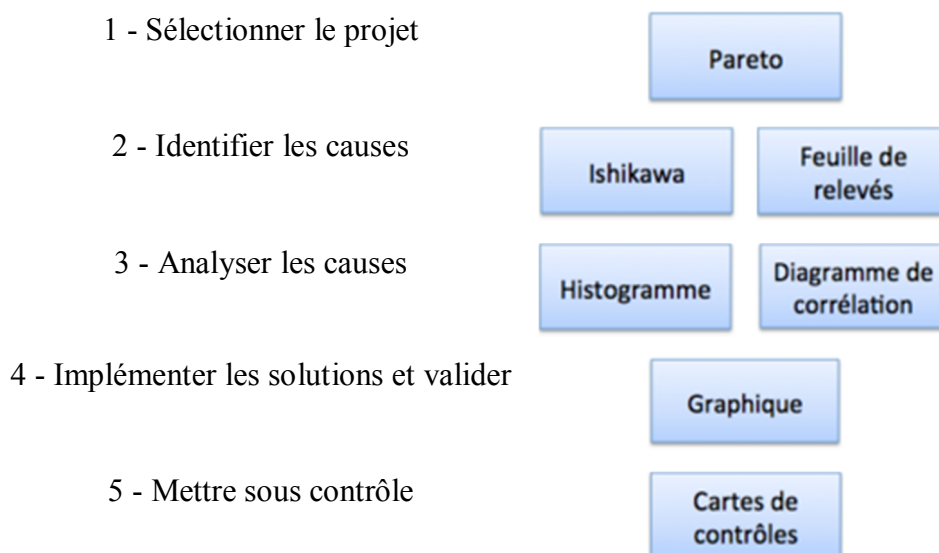 1 - Sélectionner le projet
Pareto
2 - Identifier les causes
Ishikawa
Feuille de
relevés
3 - Analyser les causes
Histogramme
Diagramme de
corrélation
4 - Implémenter les solutions et valider
Graphique
5 - Mettre sous contrôle
Cartes de
contrôles